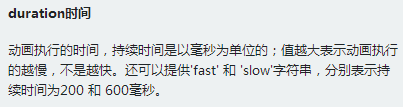 duration时间
动画执行的时间，持续时间是以毫秒为单位的；值越大表示动画执行
的越慢，不是越快。还可以提供'fast' 和 'slow'字符串，分别表示持
续时间为200 和 600毫秒。